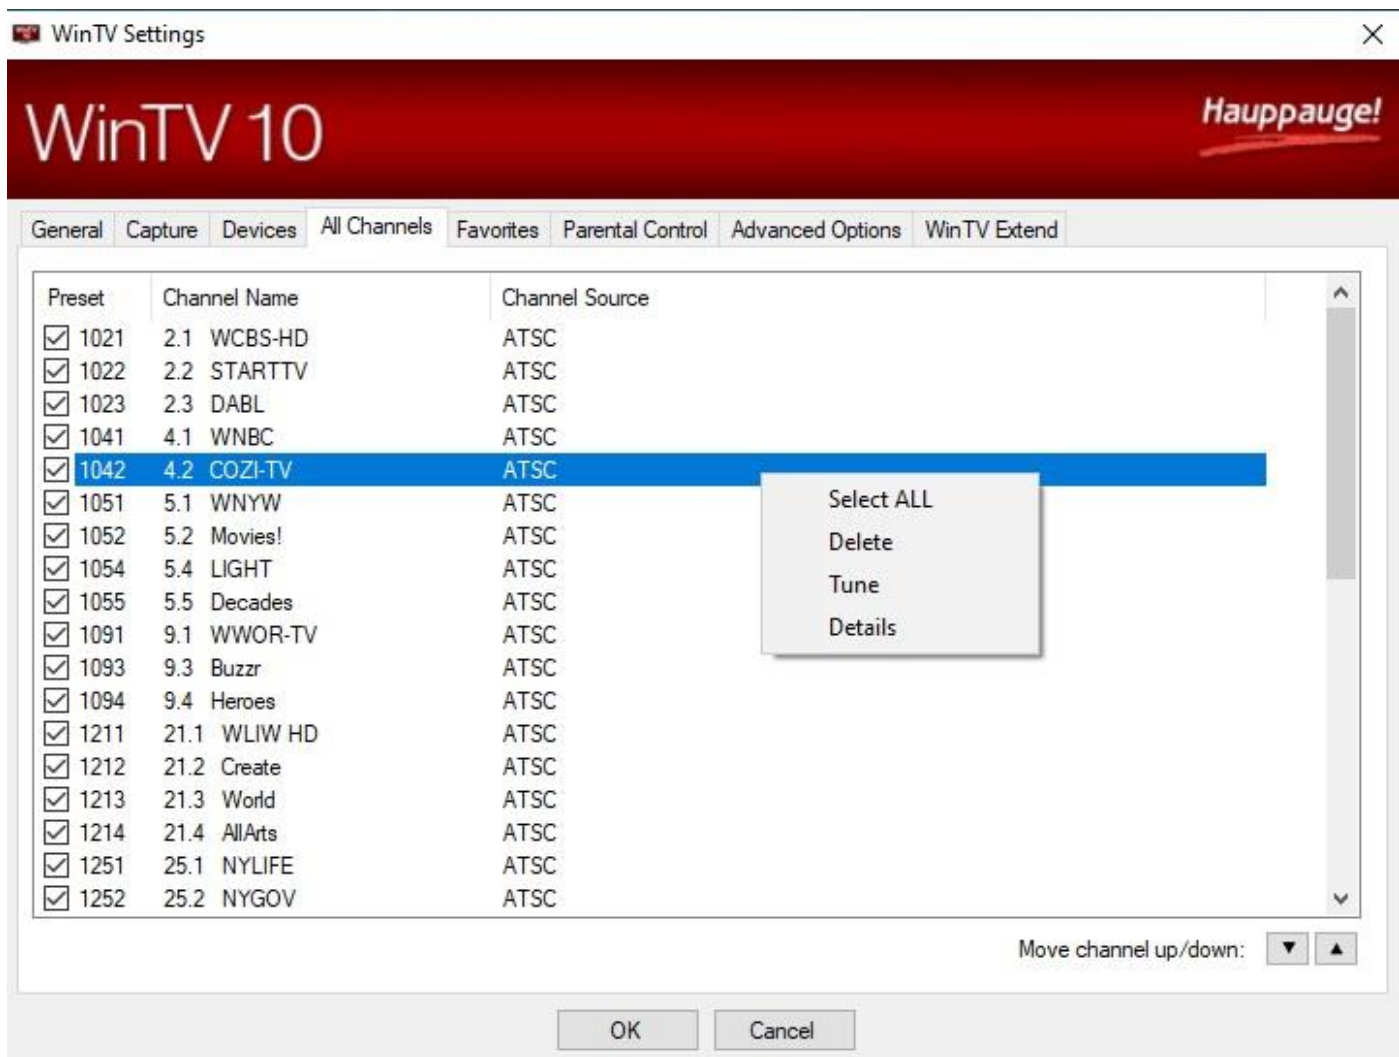 WinTV Settings
WinTV 10
Hauppauge!
General Capture Devices All Channels Favorites Parental Control Advanced Options WinTV Extend
Preset Channel Name Channel Source
1021 2.1 WCBS-HD ATSC
1022 2.2 STARTTV ATSC
1023 2.3 DABL ATSC
1041 4.1 WNBC ATSC
1042 4.2 COZI-TV ATSC
1051 5.1 WNYW ATSC
1052 5.2 Movies! ATSC
1054 5.4 LIGHT ATSC
1055 5.5 Decades ATSC
1091 9.1 WWOR-TV ATSC
1093 9.3 Buzzr ATSC
1094 9.4 Heroes ATSC
1211 21.1 WLIW HD ATSC
1212 21.2 Create ATSC
1213 21.3 World ATSC
1214 21.4 AllArts ATSC
1251 25.1 NYLIFE ATSC
1252 25.2 NYGOV ATSC
Select ALL
Delete
Tune
Details
Move channel up/down:
OK Cancel